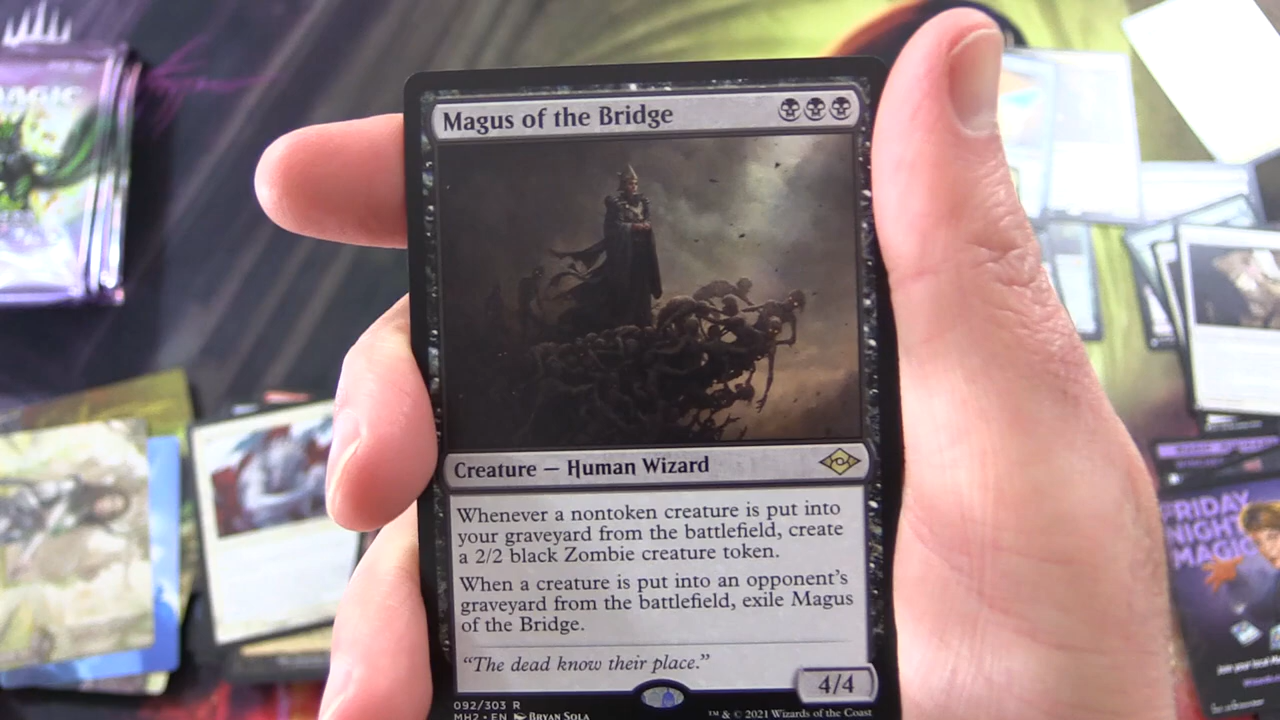 MAGIC
Magus of the Bridge
Creature — Human Wizard
Whenever a nontoken creature is put into
your graveyard from the battlefield, create
a 2/2 black Zombie creature token.
When a creature is put into an opponent's
graveyard from the battlefield, exile Magus
of the Bridge.
“The dead know their place.”
4/4
092/303 R
MH2 • EN BRYAN SOLA
™ & © 2021 Wizards of the Coast
FRIDAY
NIGHT
MAGIC